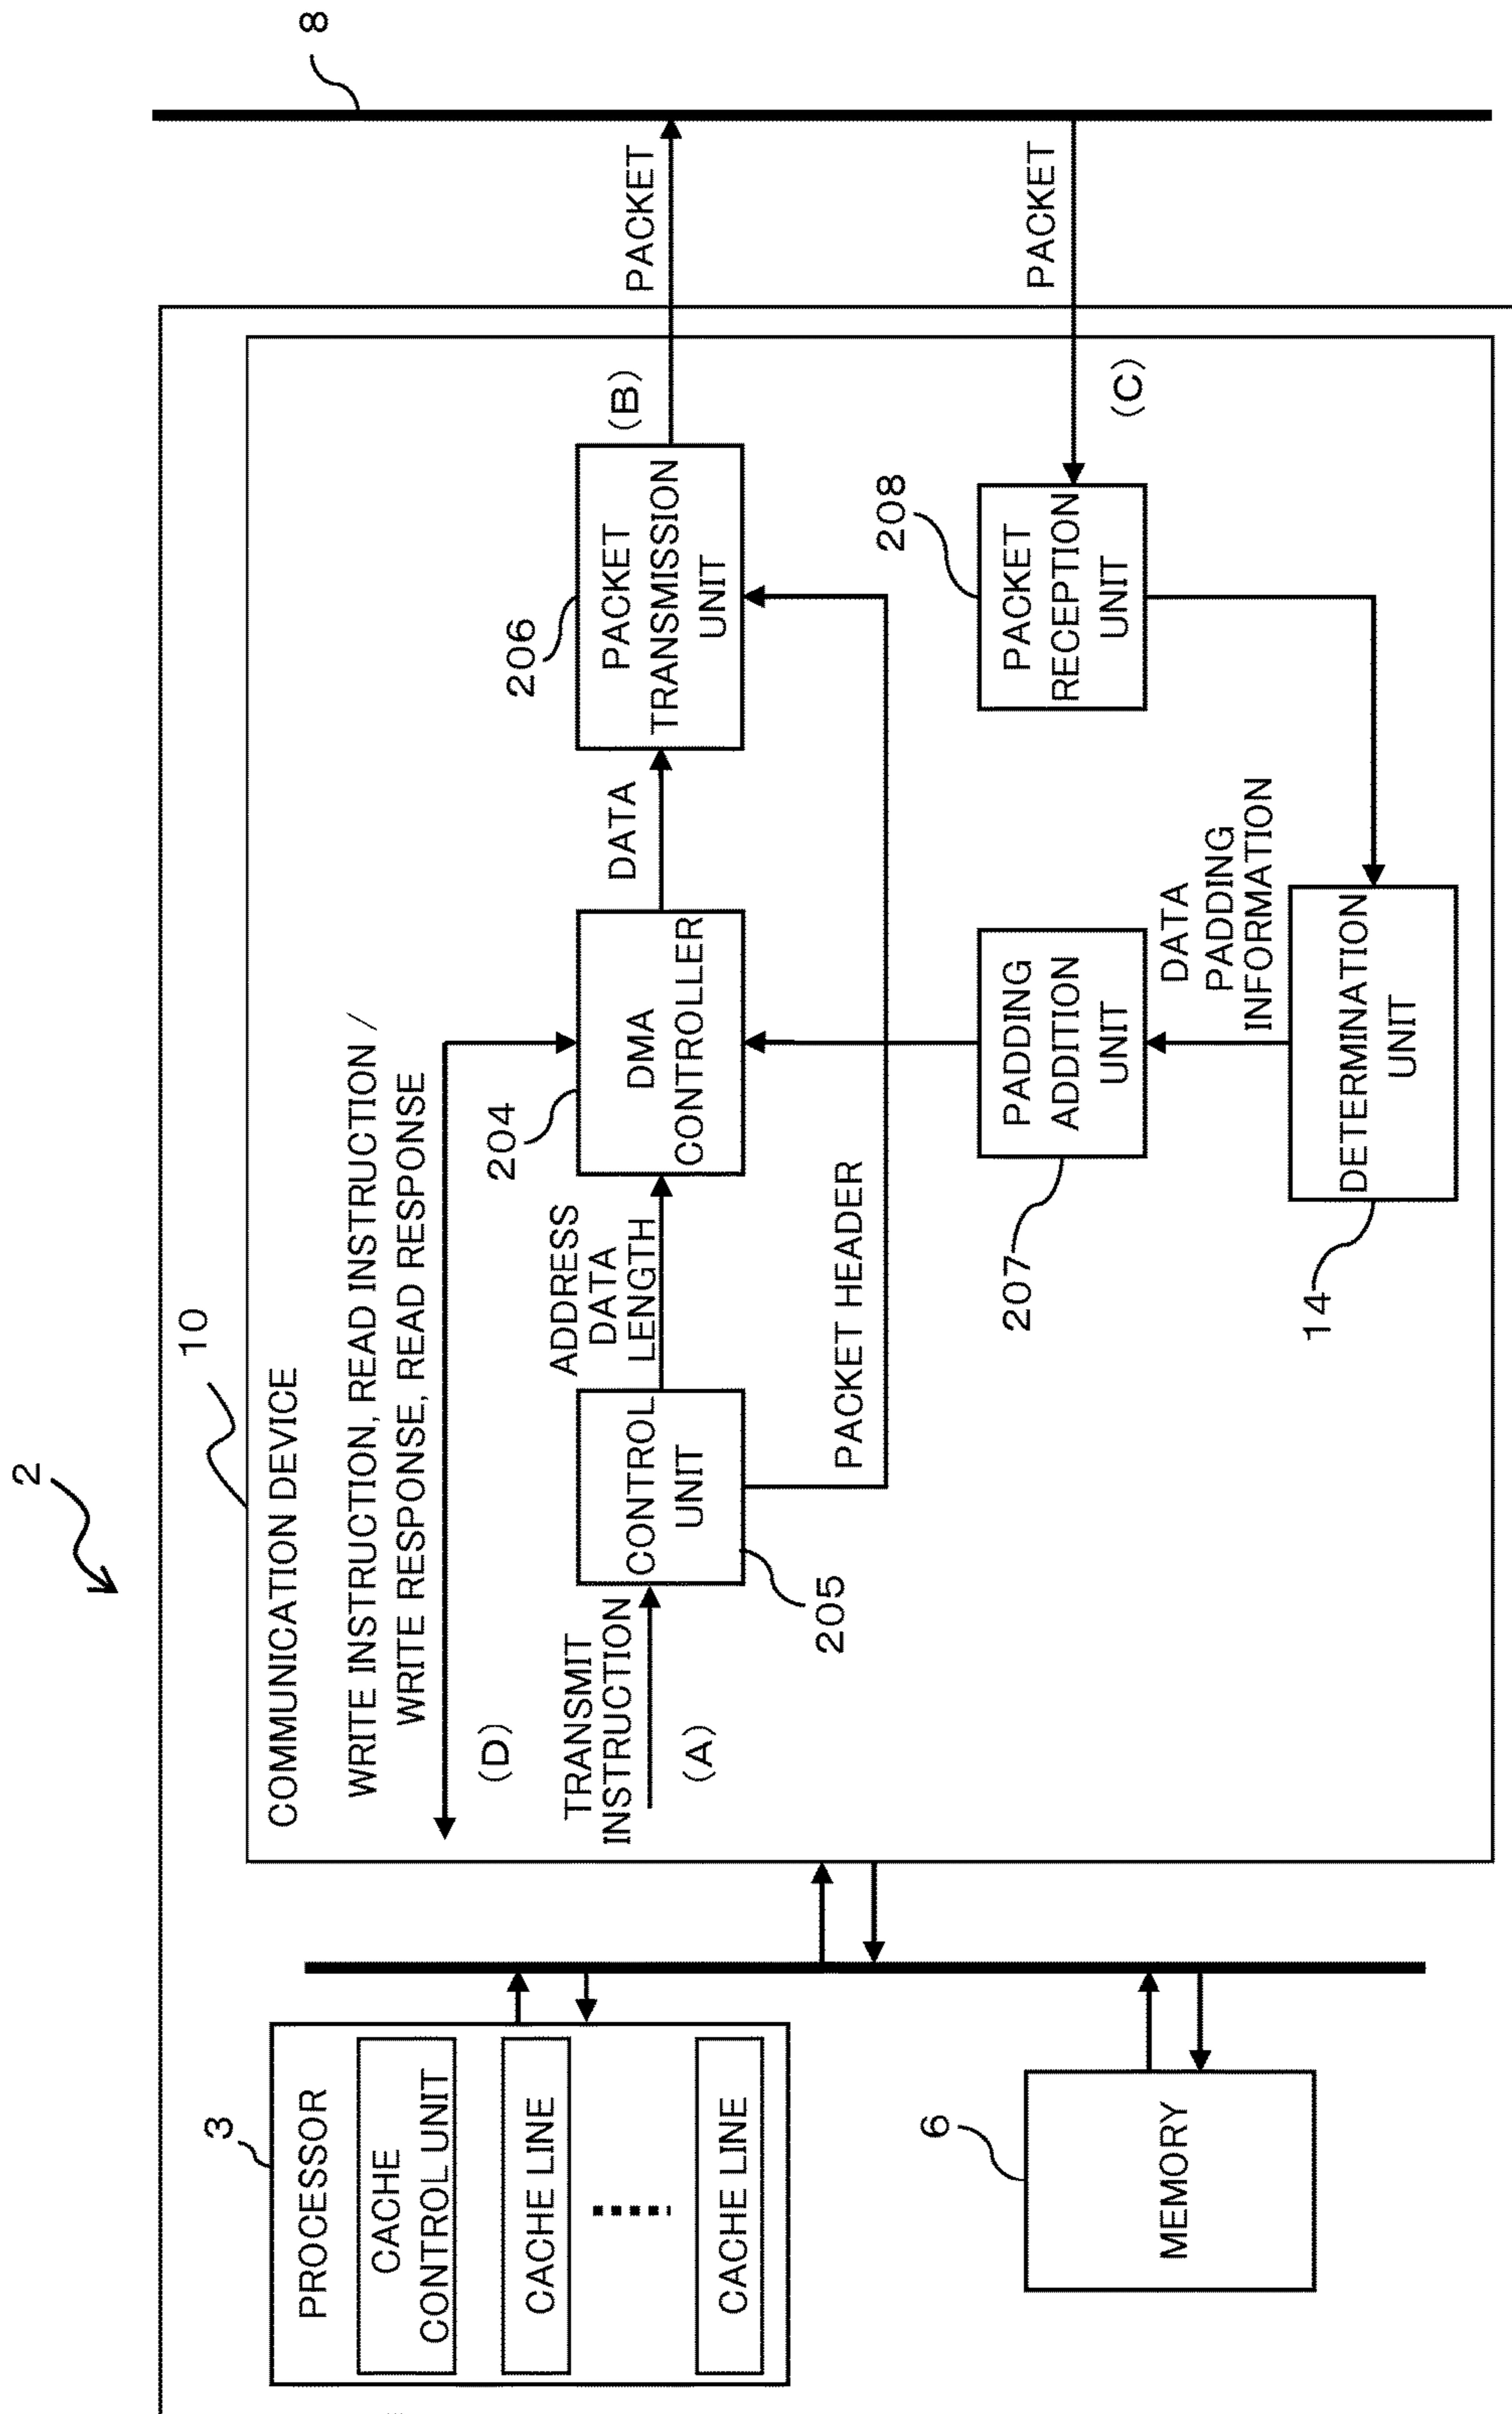 2
10
8
COMMUNICATION DEVICE
WRITE INSTRUCTION, READ INSTRUCTION /
WRITE RESPONSE, READ RESPONSE
(D)
3
PROCESSOR
CACHE
CONTROL UNIT
CACHE LINE
CACHE LINE
TRANSMIT
INSTRUCTION
(A)
CONTROL
UNIT
205
ADDRESS
DATA
LENGTH
204
DMA
CONTROLLER
DATA
206
PACKET
TRANSMISSION
UNIT
(B)
PACKET
PACKET HEADER
6
MEMORY
207
PADDING
ADDITION
UNIT
208
PACKET
RECEPTION
UNIT
(C)
PACKET
DATA
PADDING
INFORMATION
14
DETERMINATION
UNIT